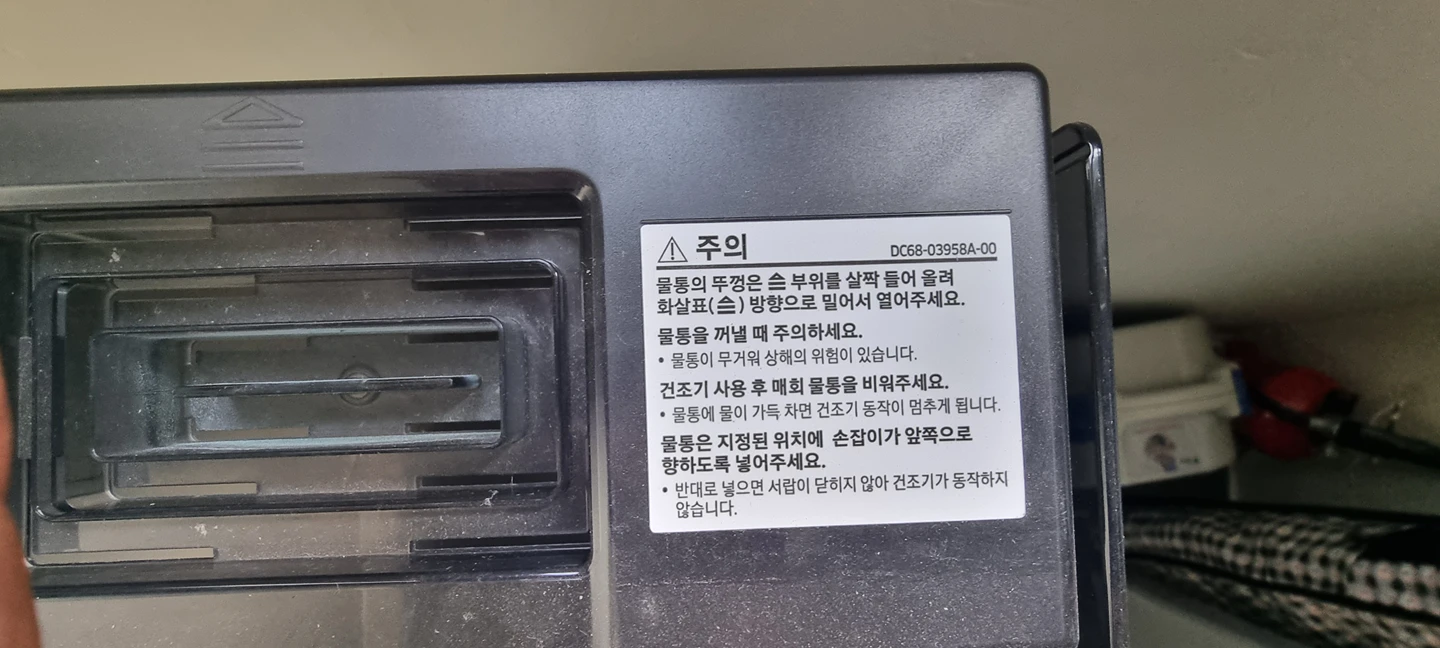 ⚠ 주의 DC68-03958A-00
물통의 뚜껑은 ⏏ 부위를 살짝 들어 올려
화살표(⏏) 방향으로 밀어서 열어주세요.
물통을 꺼낼 때 주의하세요.
• 물통이 무거워 상해의 위험이 있습니다.
건조기 사용 후 매회 물통을 비워주세요.
• 물통에 물이 가득 차면 건조기 동작이 멈추게 됩니다.
물통은 지정된 위치에 손잡이가 앞쪽으로
향하도록 넣어주세요.
• 반대로 넣으면 서랍이 닫히지 않아 건조기가 동작하지
않습니다.